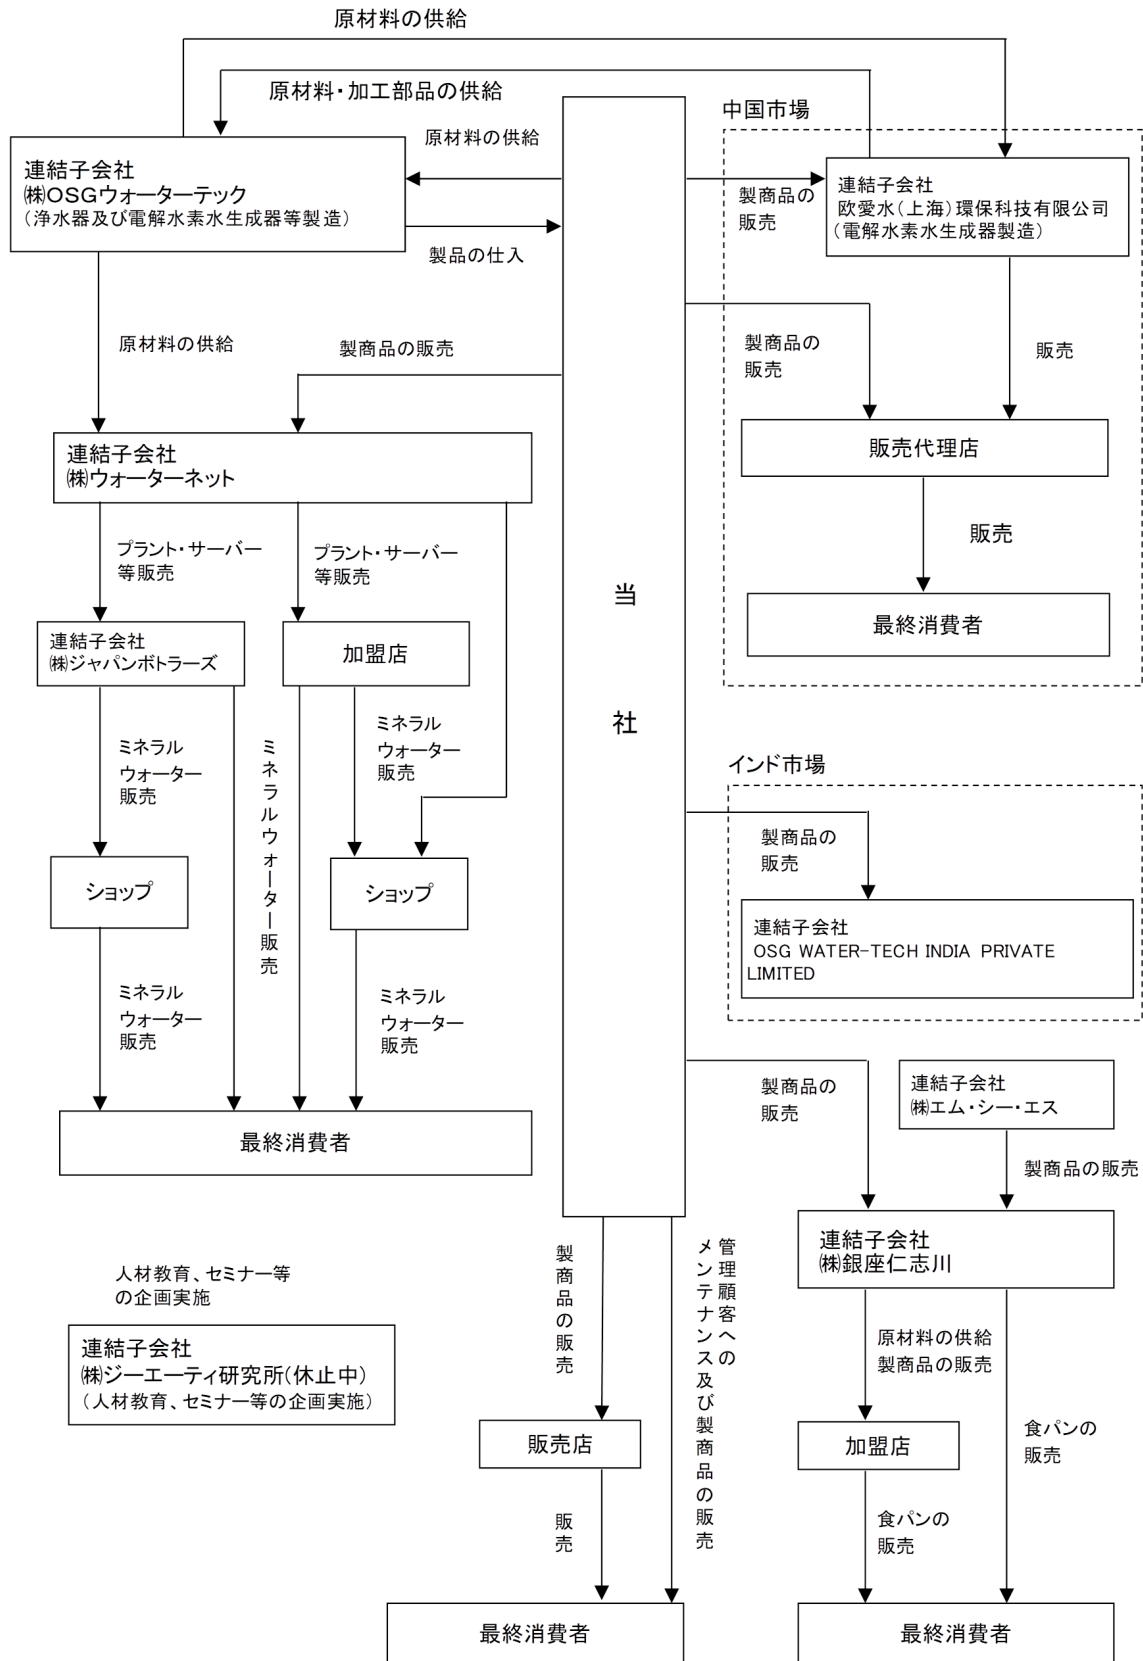 原材料の供給
原材料・加工部品の供給
中国市場
原材料の供給
連結子会社
㈱OSGウォーターテック
(浄水器及び電解水素水生成器等製造)
製品の仕入
製商品の
販売
連結子会社
欧愛水(上海)環保科技有限公司
(電解水素水生成器製造)
原材料の供給
製商品の販売
製商品の
販売
販売
連結子会社
㈱ウォーターネット
販売代理店
販売
最終消費者
プラント・サーバー
等販売
プラント・サーバー
等販売
当社
連結子会社
㈱ジャパンボトラーズ
加盟店
ミネラル
ウォーター
販売
ミネラルウォーター販売
ミネラル
ウォーター
販売
ショップ
ショップ
ミネラル
ウォーター
販売
ミネラル
ウォーター
販売
最終消費者
インド市場
製商品の
販売
連結子会社
OSG WATER-TECH INDIA PRIVATE
LIMITED
製商品の
販売
連結子会社
㈱エム・シー・エス
製商品の販売
連結子会社
㈱銀座仁志川
人材教育、セミナー等
の企画実施
連結子会社
㈱ジーエーティ研究所(休止中)
(人材教育、セミナー等の企画実施)
製商品の販売
管理顧客への
メンテナンス及び製商品の販売
販売店
販売
最終消費者
原材料の供給
製商品の販売
加盟店
食パンの
販売
食パンの
販売
最終消費者